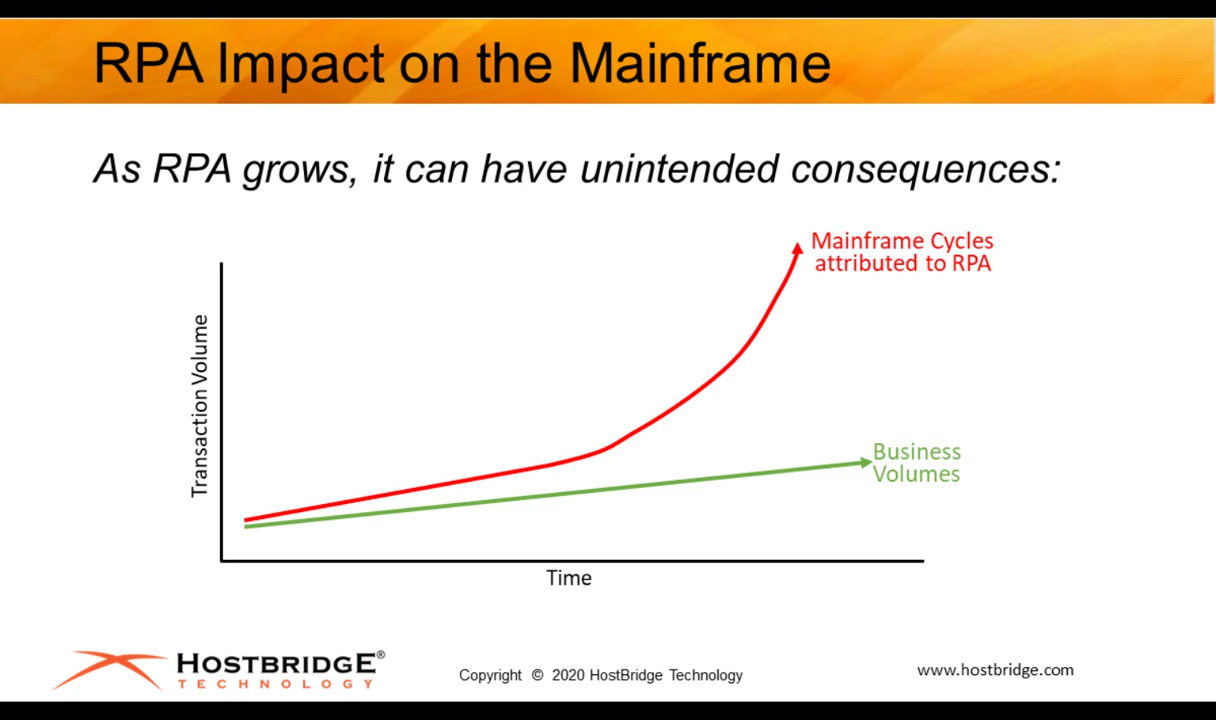 RPA Impact on the Mainframe
As RPA grows, it can have unintended consequences:
Mainframe Cycles
attributed to RPA
Transaction Volume
Business
Volumes
Time
HOSTBRIDGE®
TECHNOLOGY
Copyright © 2020 HostBridge Technology
www.hostbridge.com